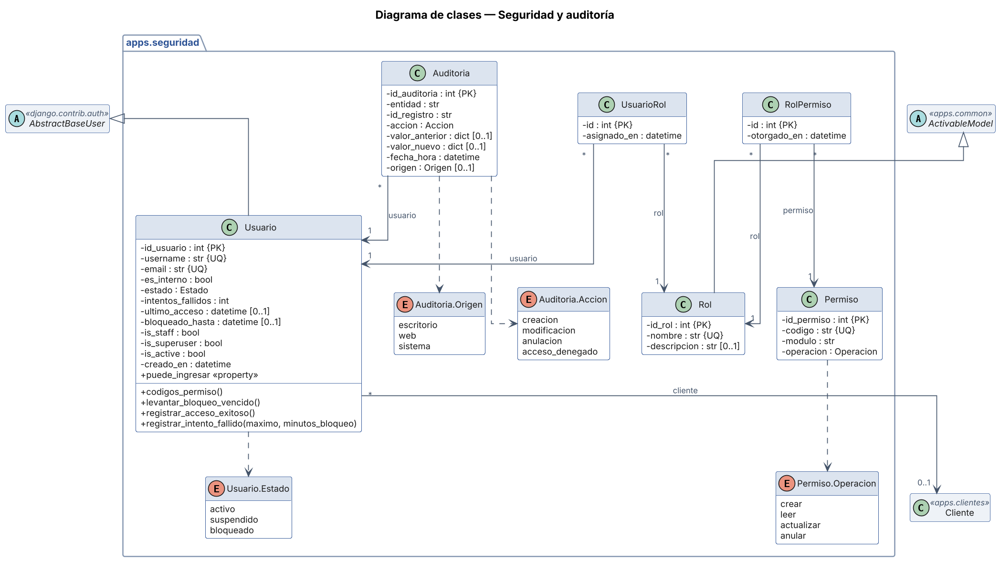 Diagrama de clases — Seguridad y auditoría
apps.seguridad
C Auditoria
-id_auditoria : int {PK}
-entidad : str
-id_registro : str
-accion : Accion
-valor_anterior : dict [0..1]
-valor_nuevo : dict [0..1]
-fecha_hora : datetime
-origen : Origen [0..1]
C UsuarioRol
-id : int {PK}
-asignado_en : datetime
C RolPermiso
-id : int {PK}
-otorgado_en : datetime
A «django.contrib.auth»
AbstractBaseUser
A «apps.common»
ActivableModel
*
*
*
*
*
usuario
rol
permiso
rol
1
1
usuario
1
1
1
C Usuario
-id_usuario : int {PK}
-username : str {UQ}
-email : str {UQ}
-es_interno : bool
-estado : Estado
-intentos_fallidos : int
-ultimo_acceso : datetime [0..1]
-bloqueado_hasta : datetime [0..1]
-is_staff : bool
-is_superuser : bool
-is_active : bool
-creado_en : datetime
+puede_ingresar «property»
+codigos_permiso()
+levantar_bloqueo_vencido()
+registrar_acceso_exitoso()
+registrar_intento_fallido(maximo, minutos_bloqueo)
E Auditoria.Origen
escritorio
web
sistema
E Auditoria.Accion
creacion
modificacion
anulacion
acceso_denegado
C Rol
-id_rol : int {PK}
-nombre : str {UQ}
-descripcion : str [0..1]
C Permiso
-id_permiso : int {PK}
-codigo : str {UQ}
-modulo : str
-operacion : Operacion
*
cliente
0..1
E Usuario.Estado
activo
suspendido
bloqueado
E Permiso.Operacion
crear
leer
actualizar
anular
C «apps.clientes»
Cliente